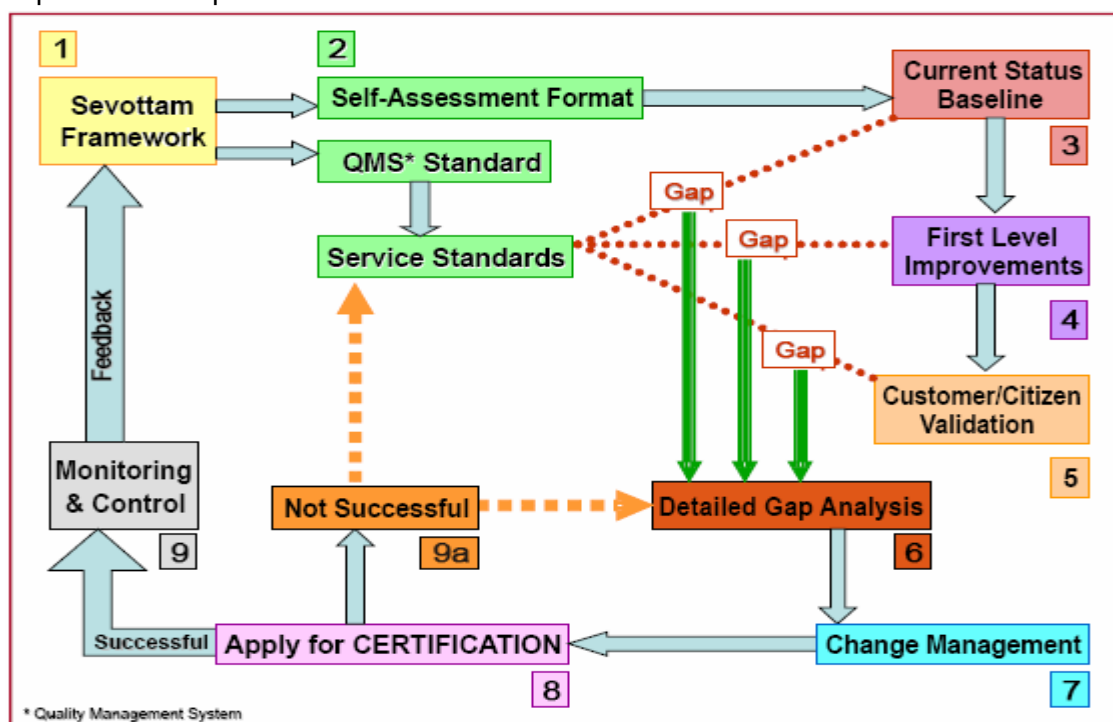 1
Sevottam
Framework
2
Self-Assessment Format
QMS* Standard
Service Standards
Current Status
Baseline
3
Gap
Gap
Gap
First Level
Improvements
4
Customer/Citizen
Validation
5
Feedback
Monitoring
& Control
9
Not Successful
9a
Detailed Gap Analysis
6
Successful
Apply for CERTIFICATION
8
Change Management
7
* Quality Management System